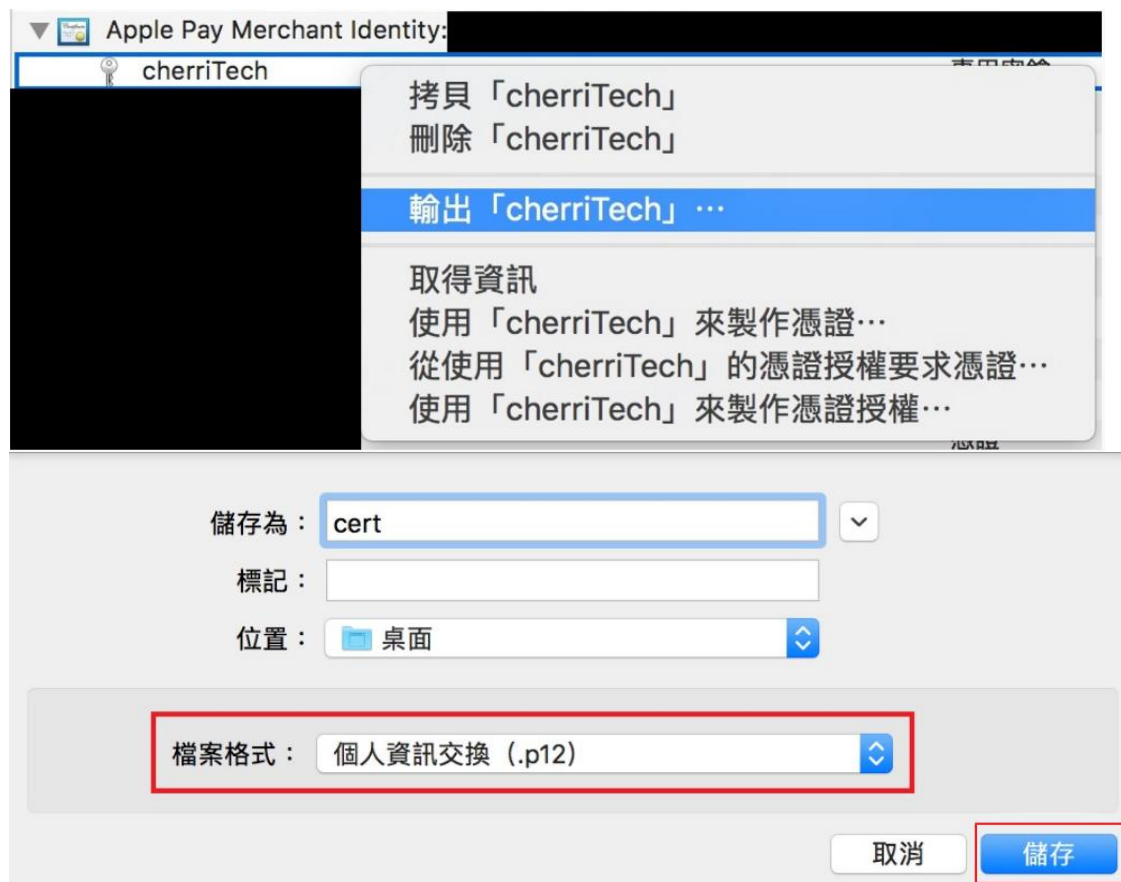 Apple Pay Merchant Identity:
cherriTech
拷貝「cherriTech」
刪除「cherriTech」
輸出「cherriTech」…
取得資訊
使用「cherriTech」來製作憑證…
從使用「cherriTech」的憑證授權要求憑證…
使用「cherriTech」來製作憑證授權…
儲存為： cert
標記：
位置： 桌面
檔案格式： 個人資訊交換（.p12）
取消 儲存